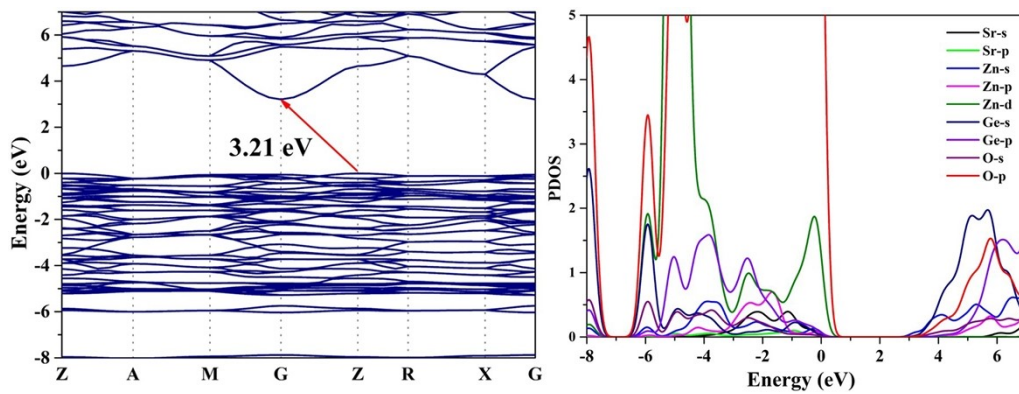 Energy (eV)
6
4
2
0
-2
-4
-6
-8
3.21 eV
Z A M G Z R X G
PDOS
5
4
3
2
1
0
Sr-s
Sr-p
Zn-s
Zn-p
Zn-d
Ge-s
Ge-p
O-s
O-p
-8 -6 -4 -2 0 2 4 6
Energy (eV)